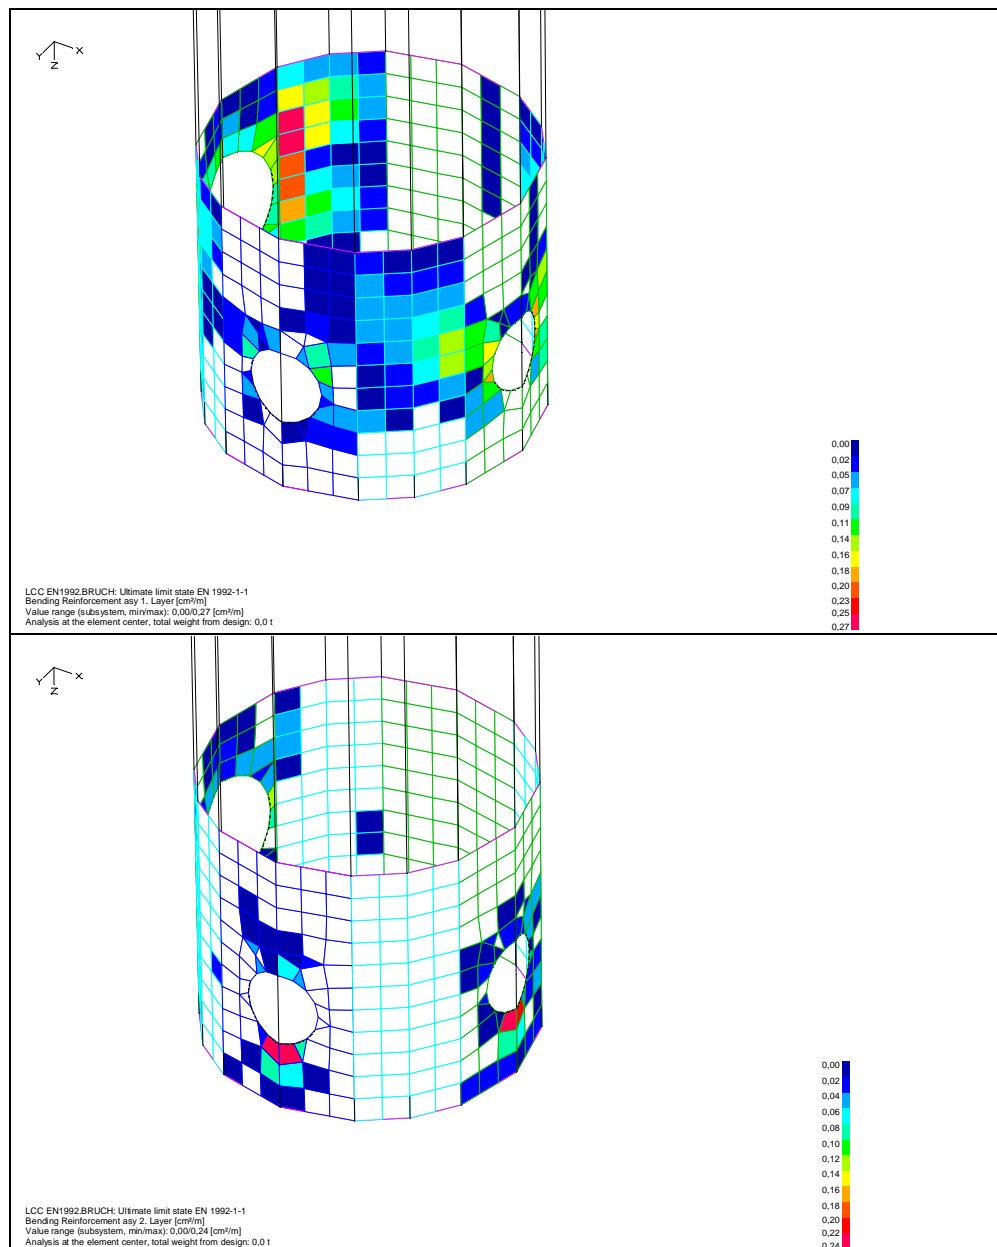 Y X
Z
0,00
0,02
0,05
0,07
0,09
0,11
0,14
0,16
0,18
0,20
0,23
0,25
0,27
LCC EN1992.BRUCH: Ultimate limit state EN 1992-1-1
Bending Reinforcement asy 1. Layer [cm²/m]
Value range (subsystem, min/max): 0,00/0,27 [cm²/m]
Analysis at the element center, total weight from design: 0,0 t
Y X
Z
0,00
0,02
0,04
0,06
0,08
0,10
0,12
0,14
0,16
0,18
0,20
0,22
0,24
LCC EN1992.BRUCH: Ultimate limit state EN 1992-1-1
Bending Reinforcement asy 2. Layer [cm²/m]
Value range (subsystem, min/max): 0,00/0,24 [cm²/m]
Analysis at the element center, total weight from design: 0,0 t